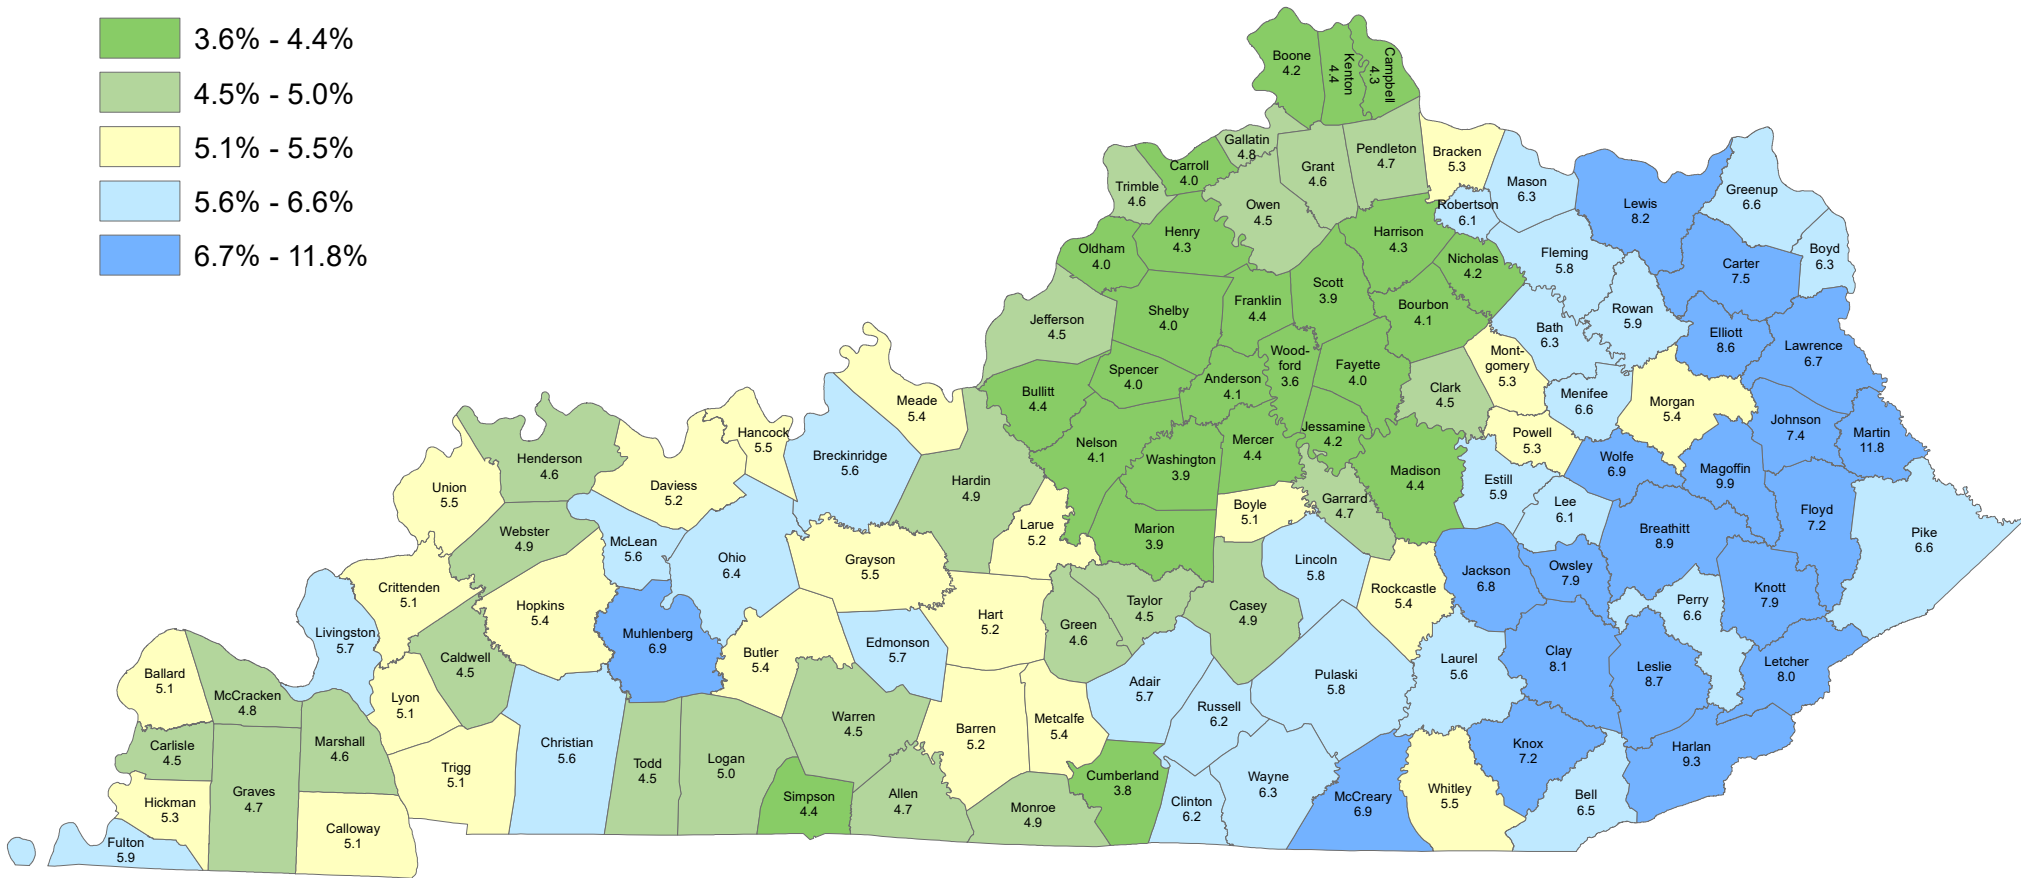 3.6% - 4.4%
4.5% - 5.0%
5.1% - 5.5%
5.6% - 6.6%
6.7% - 11.8%
Boone
4.2
Kenton
4.4
Campbell
4.3
Gallatin
4.8
Carroll
4.0
Trimble
4.6
Grant
4.6
Pendleton
4.7
Bracken
5.3
Mason
6.3
Robertson
6.1
Lewis
8.2
Greenup
6.6
Boyd
6.3
Owen
4.5
Henry
4.3
Oldham
4.0
Harrison
4.3
Nicholas
4.2
Fleming
5.8
Carter
7.5
Jefferson
4.5
Shelby
4.0
Franklin
4.4
Scott
3.9
Bourbon
4.1
Bath
6.3
Rowan
5.9
Elliott
8.6
Lawrence
6.7
Bullitt
4.4
Spencer
4.0
Anderson
4.1
Wood-
ford
3.6
Fayette
4.0
Clark
4.5
Mont-
gomery
5.3
Menifee
6.6
Morgan
5.4
Johnson
7.4
Martin
11.8
Meade
5.4
Hancock
5.5
Breckinridge
5.6
Hardin
4.9
Nelson
4.1
Washington
3.9
Mercer
4.4
Jessamine
4.2
Madison
4.4
Powell
5.3
Estill
5.9
Wolfe
6.9
Magoffin
9.9
Floyd
7.2
Pike
6.6
Henderson
4.6
Union
5.5
Daviess
5.2
Webster
4.9
McLean
5.6
Ohio
6.4
Grayson
5.5
Larue
5.2
Marion
3.9
Boyle
5.1
Garrard
4.7
Lincoln
5.8
Lee
6.1
Breathitt
8.9
Jackson
6.8
Owsley
7.9
Rockcastle
5.4
Perry
6.6
Knott
7.9
Crittenden
5.1
Hopkins
5.4
Muhlenberg
6.9
Butler
5.4
Edmonson
5.7
Hart
5.2
Green
4.6
Taylor
4.5
Casey
4.9
Livingston
5.7
Caldwell
4.5
Lyon
5.1
Ballard
5.1
McCracken
4.8
Marshall
4.6
Carlisle
4.5
Graves
4.7
Hickman
5.3
Fulton
5.9
Calloway
5.1
Trigg
5.1
Christian
5.6
Todd
4.5
Logan
5.0
Warren
4.5
Simpson
4.4
Allen
4.7
Barren
5.2
Metcalfe
5.4
Monroe
4.9
Cumberland
3.8
Adair
5.7
Russell
6.2
Clinton
6.2
Wayne
6.3
Pulaski
5.8
McCreary
6.9
Laurel
5.6
Whitley
5.5
Knox
7.2
Clay
8.1
Leslie
8.7
Letcher
8.0
Harlan
9.3
Bell
6.5